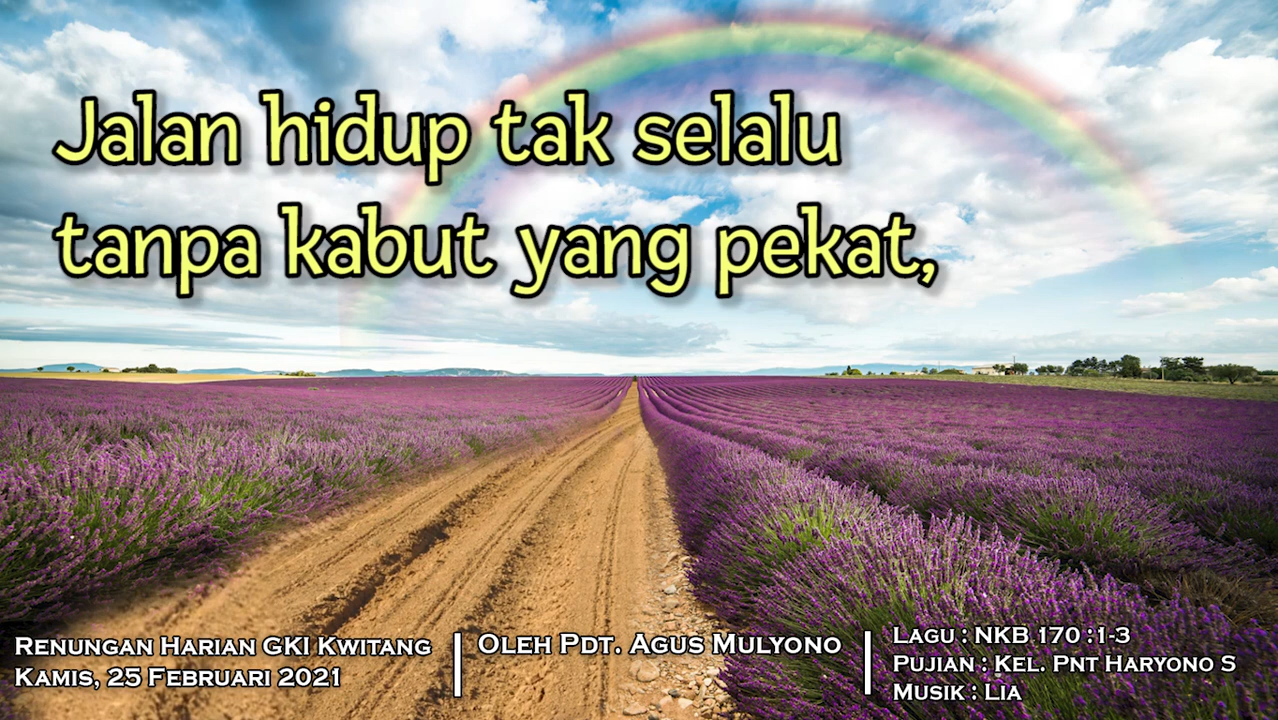 Jalan hidup tak selalu
tanpa kabut yang pekat,
Renungan Harian GKI Kwitang
Kamis, 25 Februari 2021
Oleh Pdt. Agus Mulyono
Lagu : NKB 170 :1-3
Pujian : Kel. Pnt Haryono S
Musik : Lia